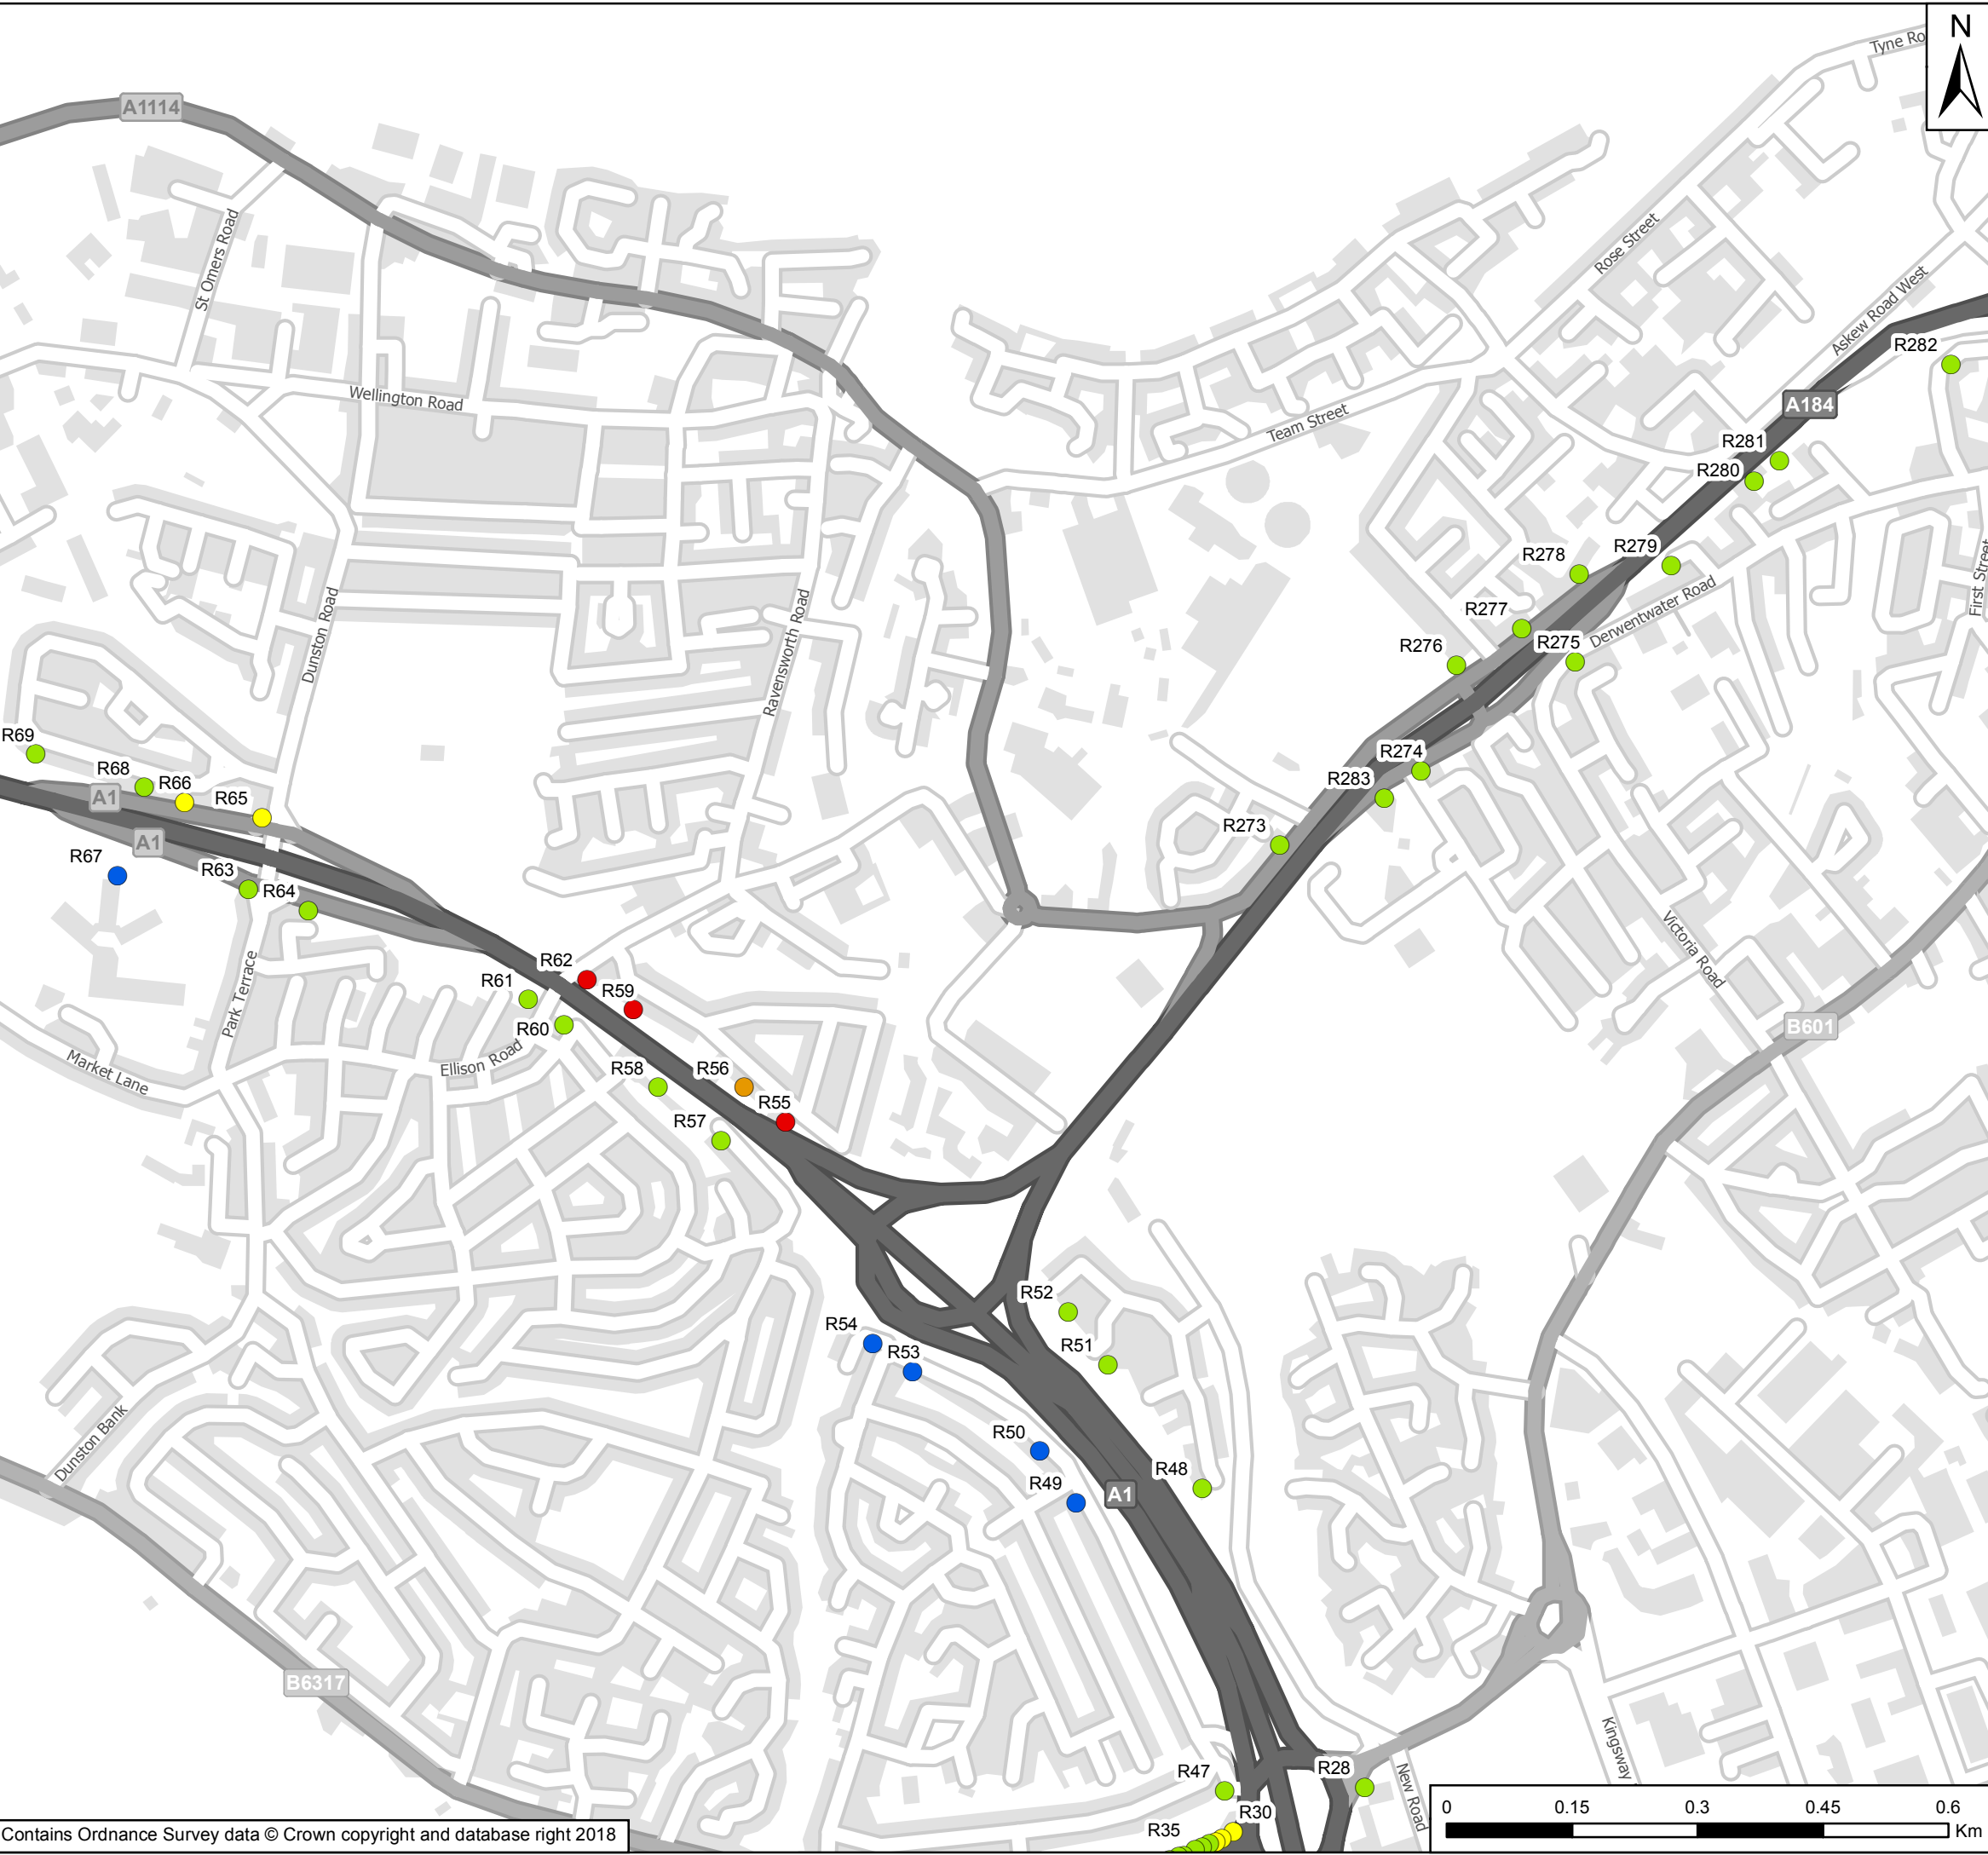 N
Tyne Ro
A1114
St Omers Road
Rose Street
Askew Road West
R282
Wellington Road
A184
Team Street
R281
R280
R278
R279
First Street
Dunston Road
Ravensworth Road
Derwentwater Road
R277
R276
R275
R69
R68
R66
R65
A1
R274
R283
A1
R273
R67
R63
R64
Victoria Road
R62
R61
R59
Park Terrace
B601
R60
Market Lane
Ellison Road
R58
R56
R55
R57
R52
R54
R53
R51
Dunston Bank
R50
R48
R49
A1
B6317
Kingsway
R47
R28
New Road
R30
R35
0 0.15 0.3 0.45 0.6
Km
Contains Ordnance Survey data © Crown copyright and database right 2018